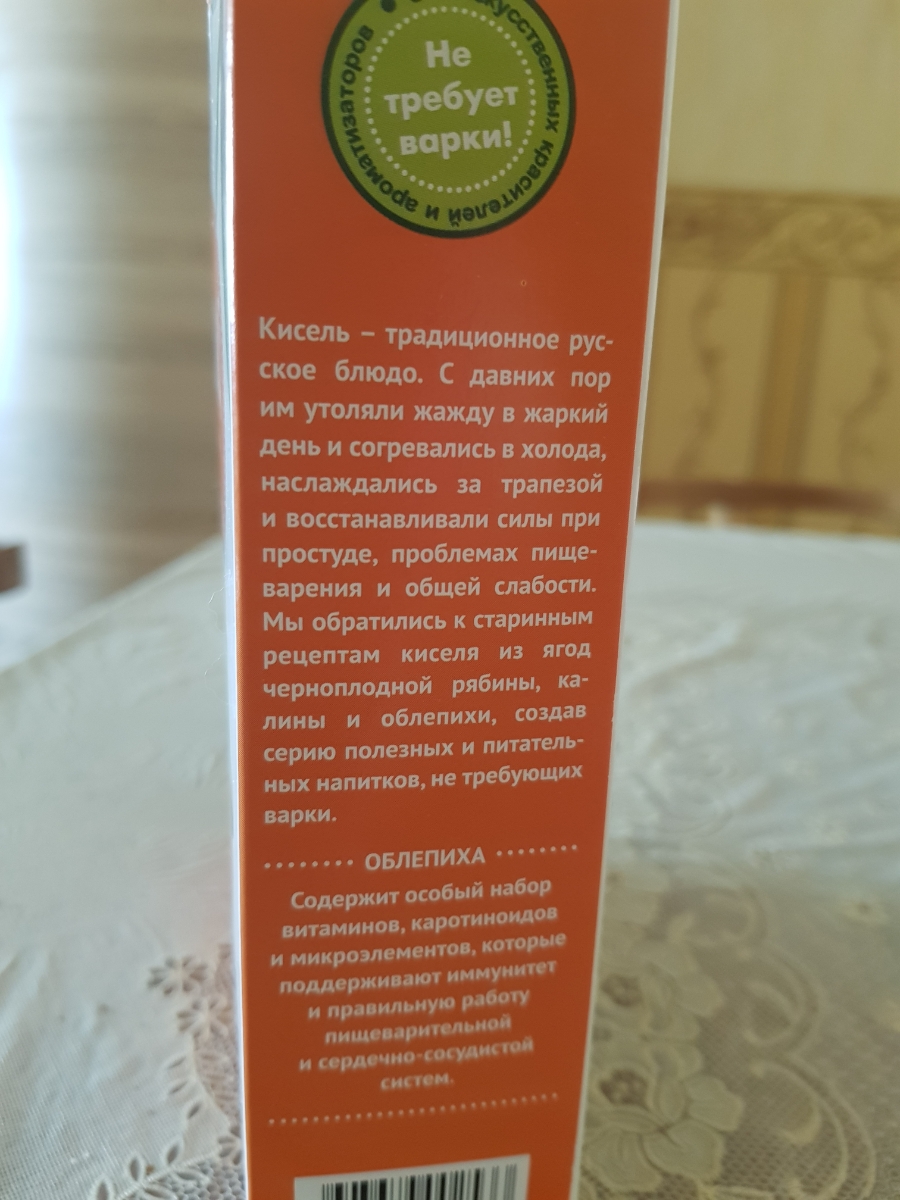 Не
требует
варки!
красителей и ароматизаторов
Кисель – традиционное рус-
ское блюдо. С давних пор
им утоляли жажду в жаркий
день и согревались в холода,
наслаждались за трапезой
и восстанавливали силы при
простуде, проблемах пище-
варения и общей слабости.
Мы обратились к старинным
рецептам киселя из ягод
черноплодной рябины, ка-
лины и облепихи, создав
серию полезных и питатель-
ных напитков, не требующих
варки.
ОБЛЕПИХА
Содержит особый набор
витаминов, каротиноидов
и микроэлементов, которые
поддерживают иммунитет
и правильную работу
пищеварительной
и сердечно-сосудистой
систем.